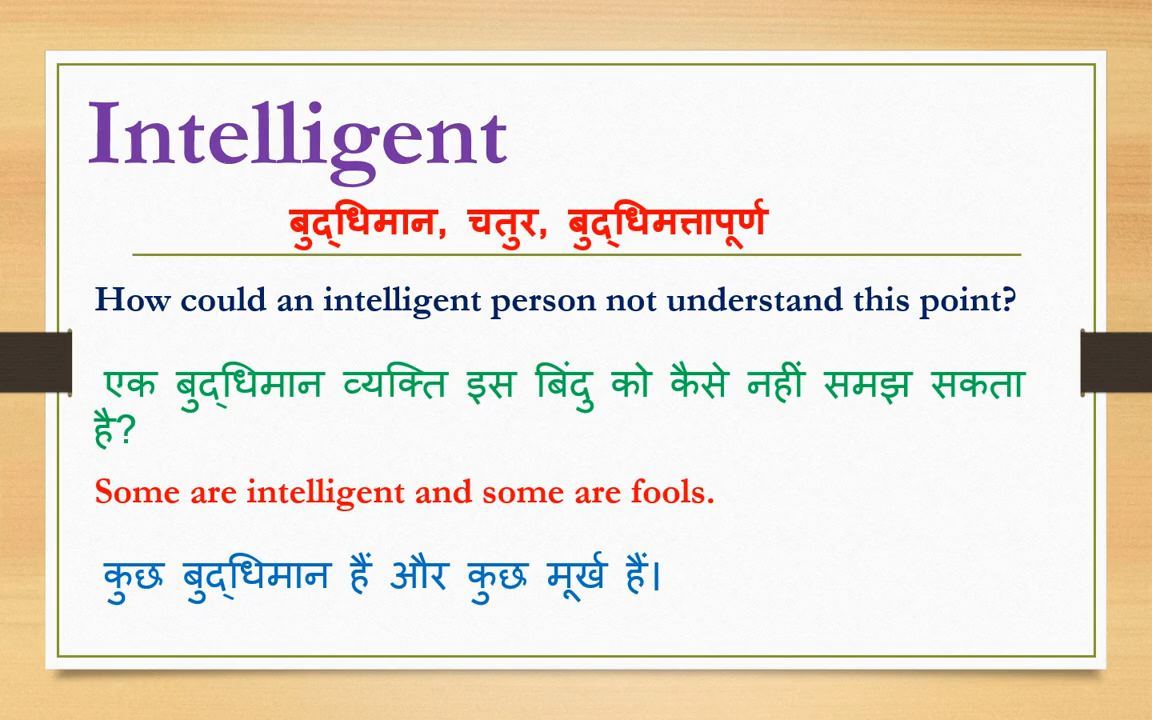 Intelligent
बुद्धिमान, चतुर, बुद्धिमत्तापूर्ण
How could an intelligent person not understand this point?
एक बुद्धिमान व्यक्ति इस बिंदु को कैसे नहीं समझ सकता
है?
Some are intelligent and some are fools.
कुछ बुद्धिमान हैं और कुछ मूर्ख हैं।